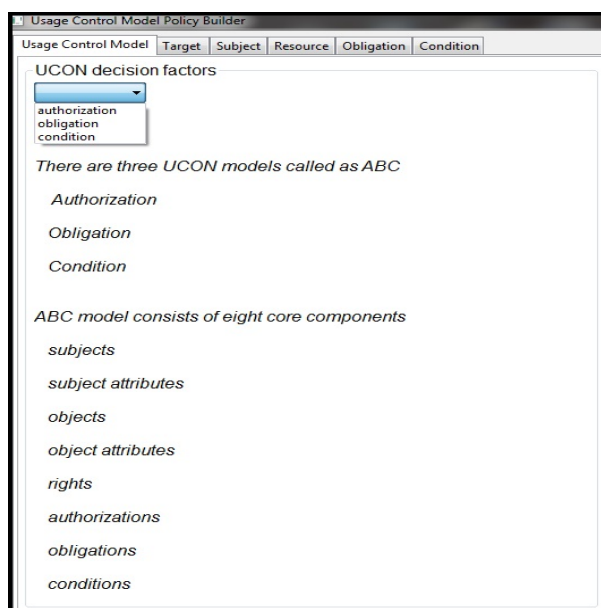 Usage Control Model Policy Builder
Usage Control Model Target Subject Resource Obligation Condition
UCON decision factors
authorization
obligation
condition
There are three UCON models called as ABC
Authorization
Obligation
Condition
ABC model consists of eight core components
subjects
subject attributes
objects
object attributes
rights
authorizations
obligations
conditions